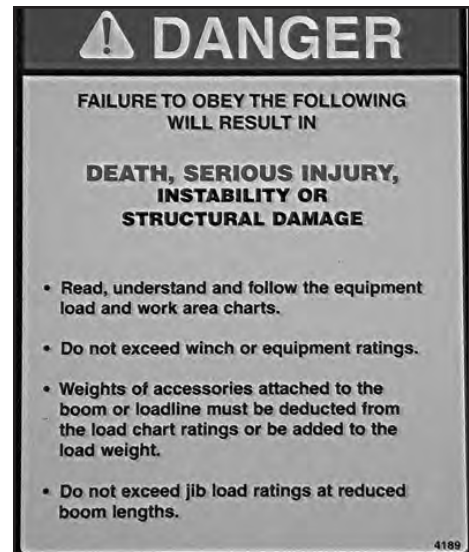 DANGER
FAILURE TO OBEY THE FOLLOWING
WILL RESULT IN
DEATH, SERIOUS INJURY,
INSTABILITY OR
STRUCTURAL DAMAGE
• Read, understand and follow the equipment
load and work area charts.
• Do not exceed winch or equipment ratings.
• Weights of accessories attached to the
boom or loadline must be deducted from
the load chart ratings or be added to the
load weight.
• Do not exceed jib load ratings at reduced
boom lengths.
4189